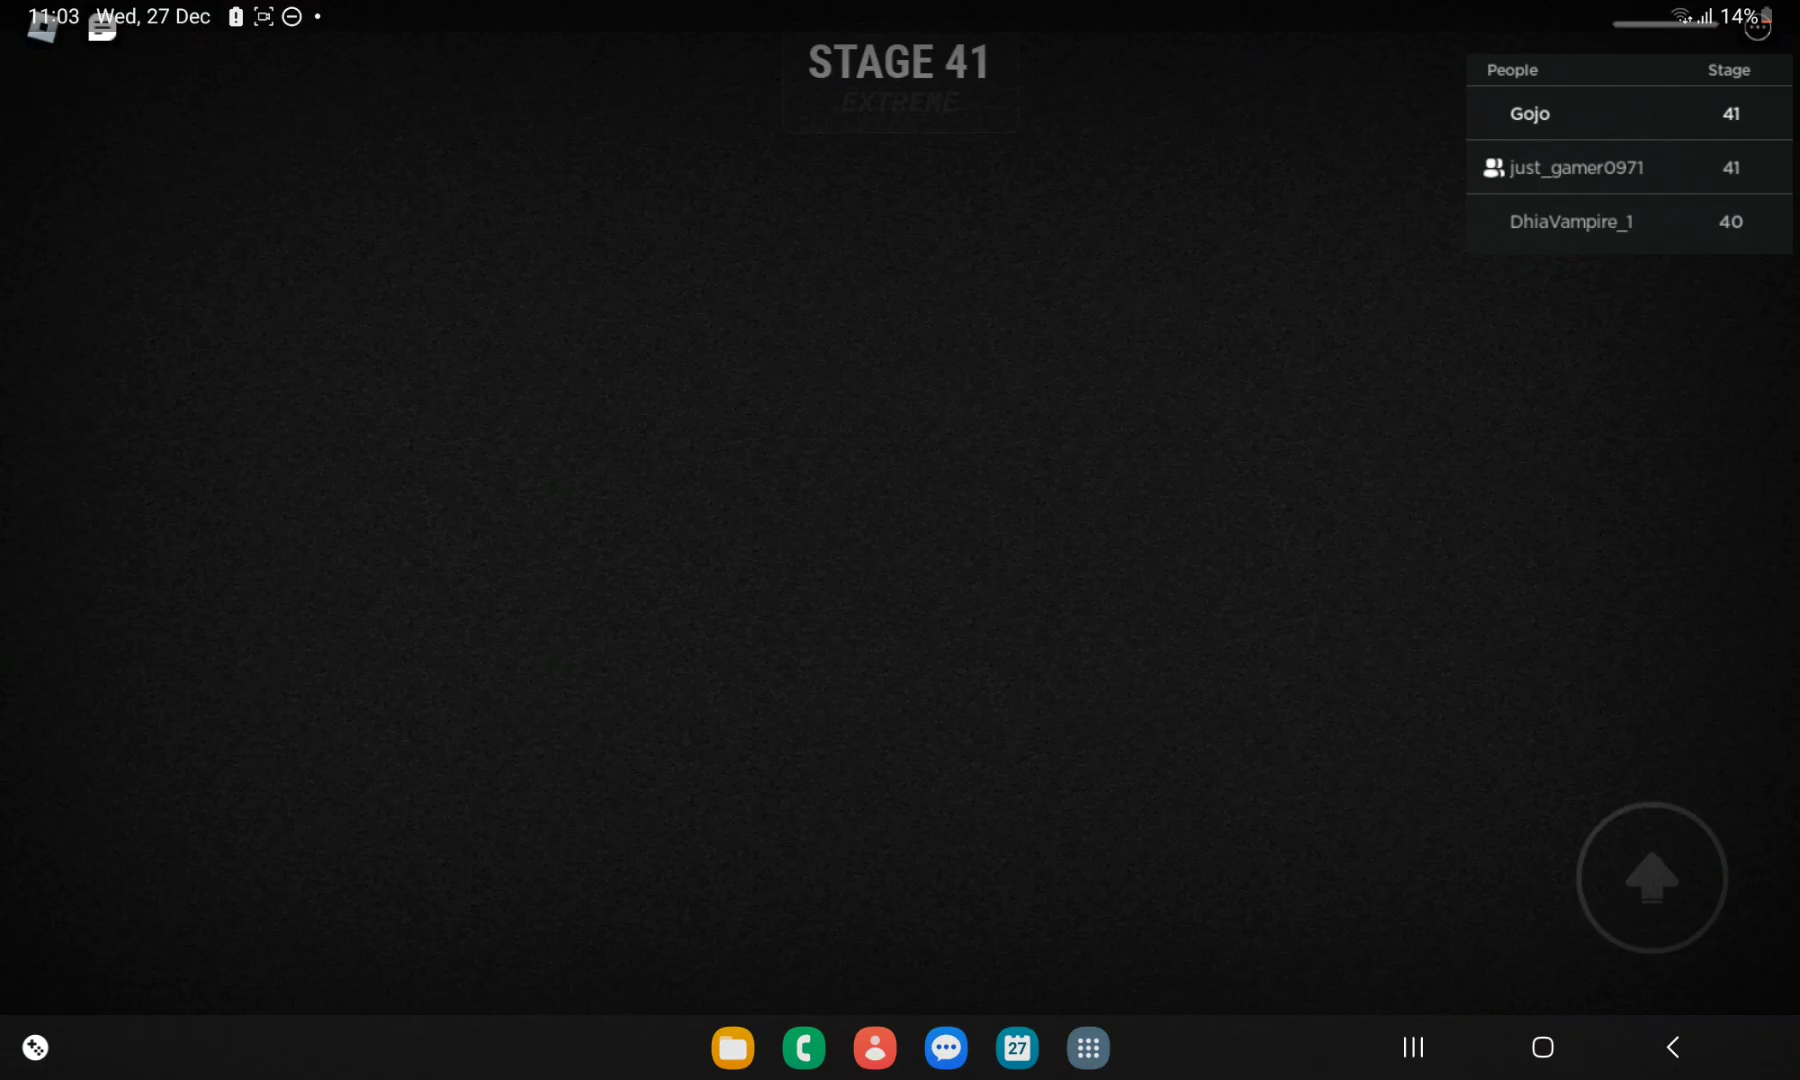 11:03 Wed, 27 Dec 14%
STAGE 41
EXTREME
People Stage
Gojo 41
just_gamer0971 41
DhiaVampire_1 40
27